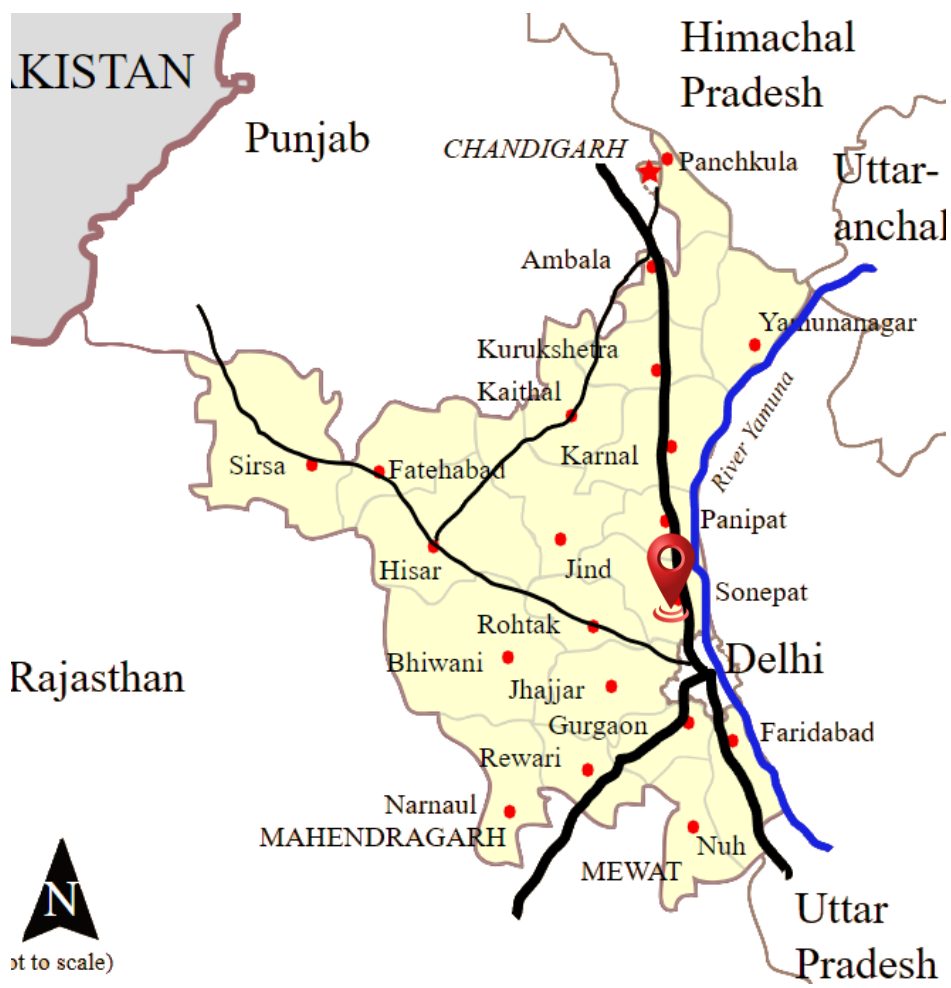 Himachal
Pradesh
AKISTAN
Punjab
CHANDIGARH
Panchkula
Uttar-
anchal
Ambala
Yamunanagar
Kurukshetra
Kaithal
River Yamuna
Karnal
Sirsa
Fatehabad
Panipat
Hisar
Jind
Sonepat
Rohtak
Bhiwani
Delhi
Rajasthan
Jhajjar
Gurgaon
Faridabad
Rewari
Narnaul
MAHENDRAGARH
Nuh
MEWAT
N
Uttar
Pradesh
ot to scale)